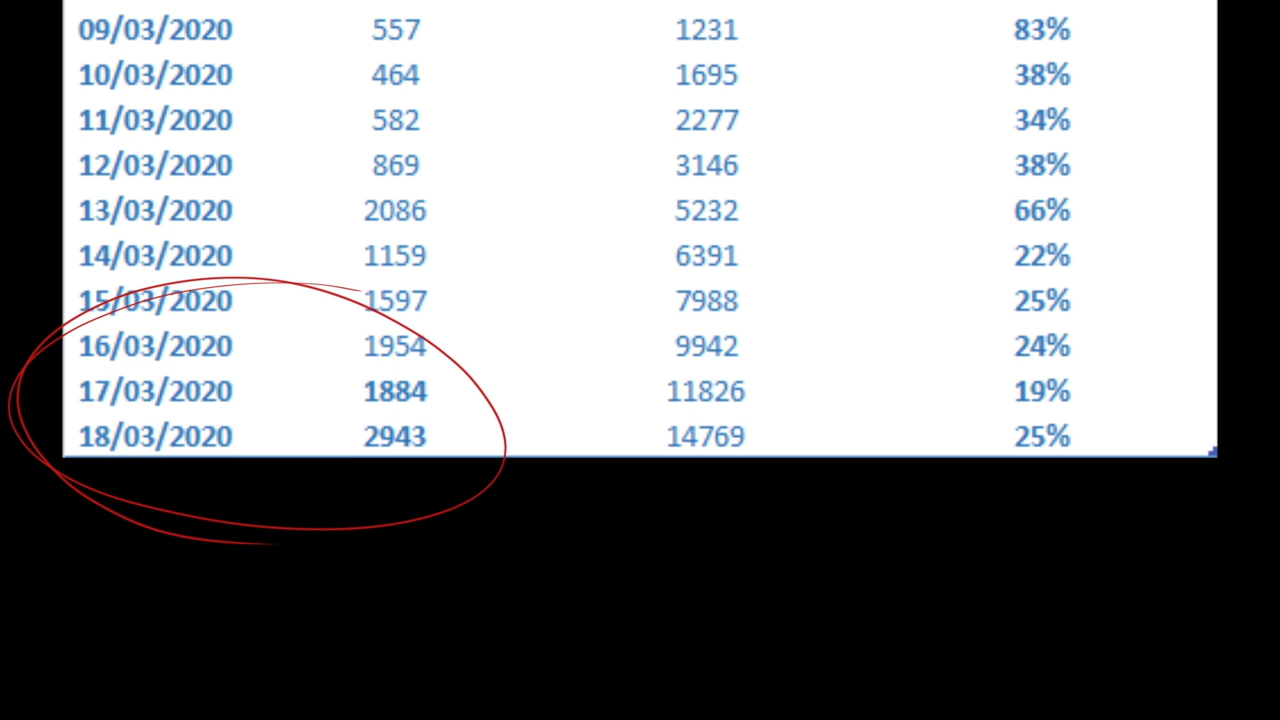 09/03/2020 557 1231 83%
10/03/2020 464 1695 38%
11/03/2020 582 2277 34%
12/03/2020 869 3146 38%
13/03/2020 2086 5232 66%
14/03/2020 1159 6391 22%
15/03/2020 1597 7988 25%
16/03/2020 1954 9942 24%
17/03/2020 1884 11826 19%
18/03/2020 2943 14769 25%